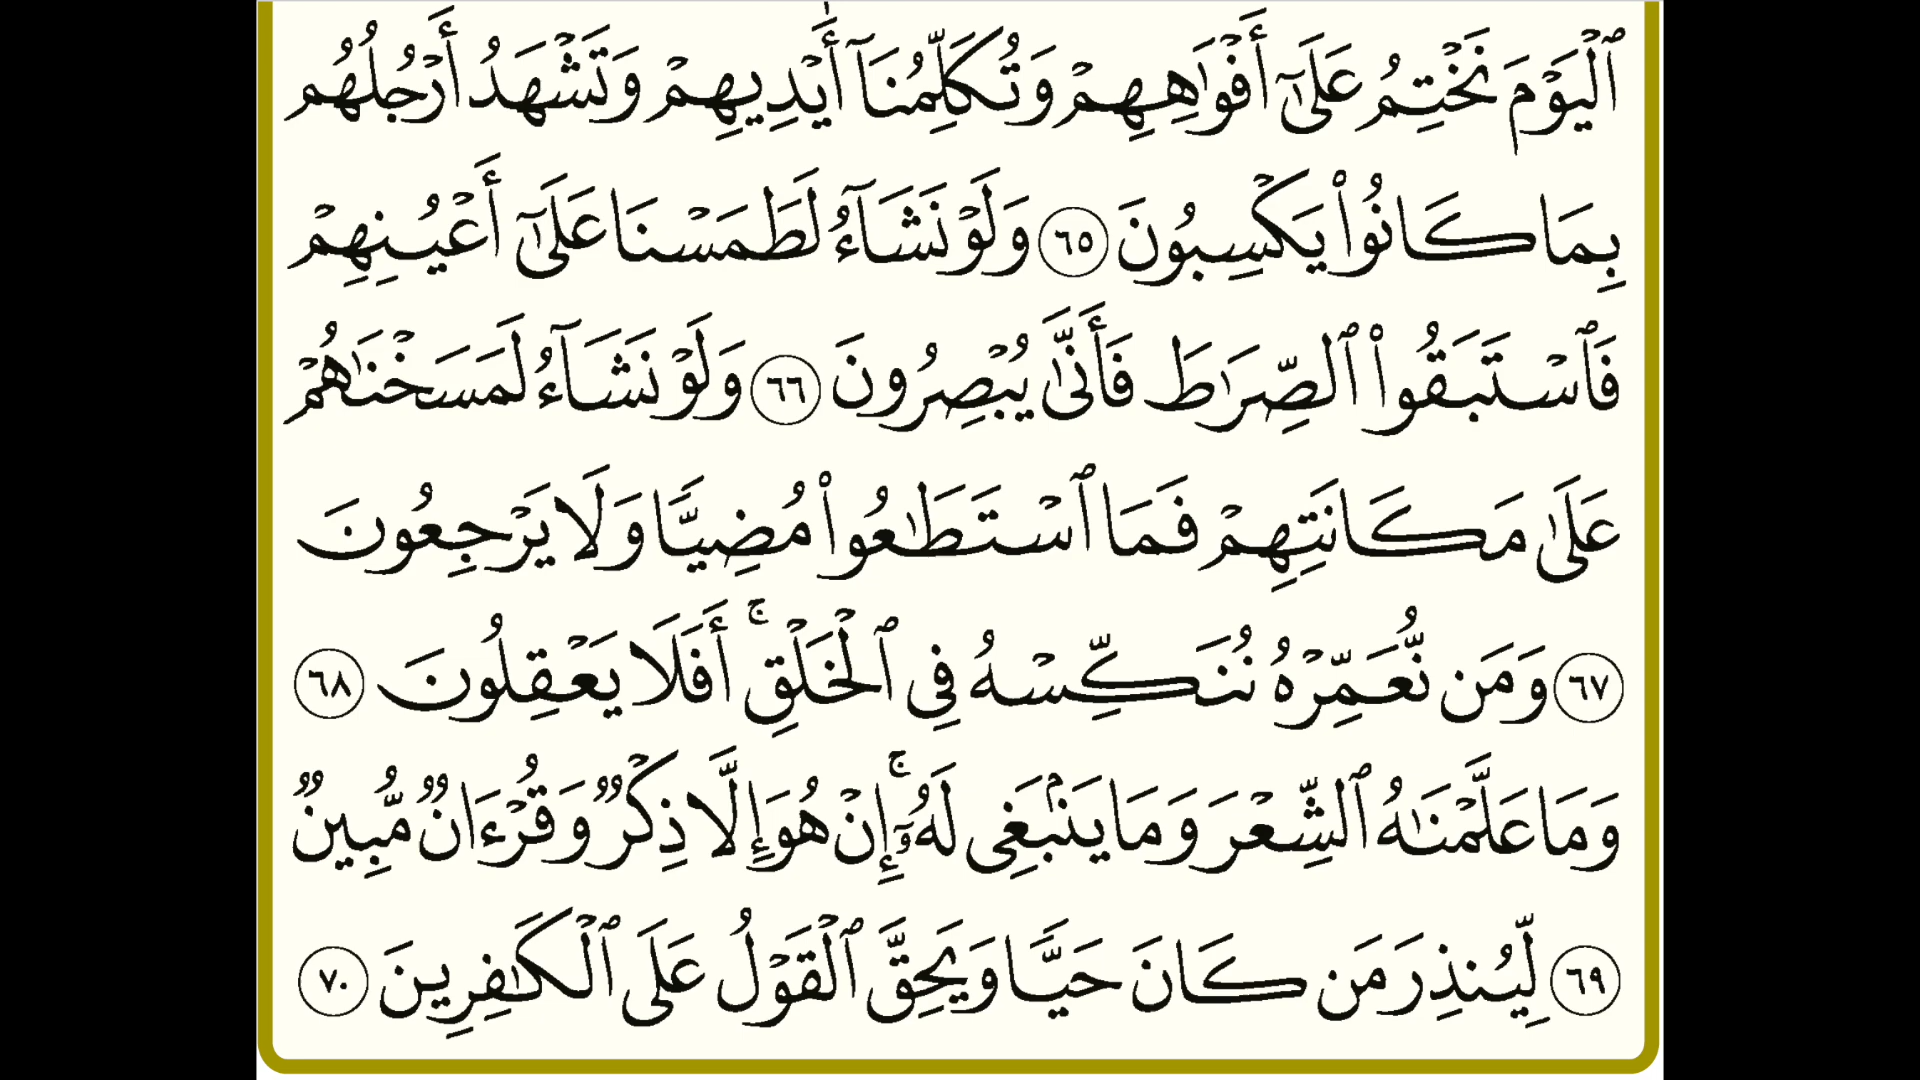 ٱلْيَوْمَ نَخْتِمُ عَلَىٰٓ أَفْوَٰهِهِمْ وَتُكَلِّمُنَآ أَيْدِيهِمْ وَتَشْهَدُ أَرْجُلُهُم
بِمَا كَانُوا۟ يَكْسِبُونَ ٦٥ وَلَوْ نَشَآءُ لَطَمَسْنَا عَلَىٰٓ أَعْيُنِهِمْ
فَٱسْتَبَقُوا۟ ٱلصِّرَٰطَ فَأَنَّىٰ يُبْصِرُونَ ٦٦ وَلَوْ نَشَآءُ لَمَسَخْنَٰهُمْ
عَلَىٰ مَكَانَتِهِمْ فَمَا ٱسْتَطَٰعُوا۟ مُضِيًّا وَلَا يَرْجِعُونَ
٦٧ وَمَن نُّعَمِّرْهُ نُنَكِّسْهُ فِى ٱلْخَلْقِ ۚ أَفَلَا يَعْقِلُونَ ٦٨
وَمَا عَلَّمْنَٰهُ ٱلشِّعْرَ وَمَا يَنۢبَغِى لَهُۥٓ ۚ إِنْ هُوَ إِلَّا ذِكْرٌ وَقُرْءَانٌ مُّبِينٌ
٦٩ لِّيُنذِرَ مَن كَانَ حَيًّا وَيَحِقَّ ٱلْقَوْلُ عَلَى ٱلْكَٰفِرِينَ ٧٠